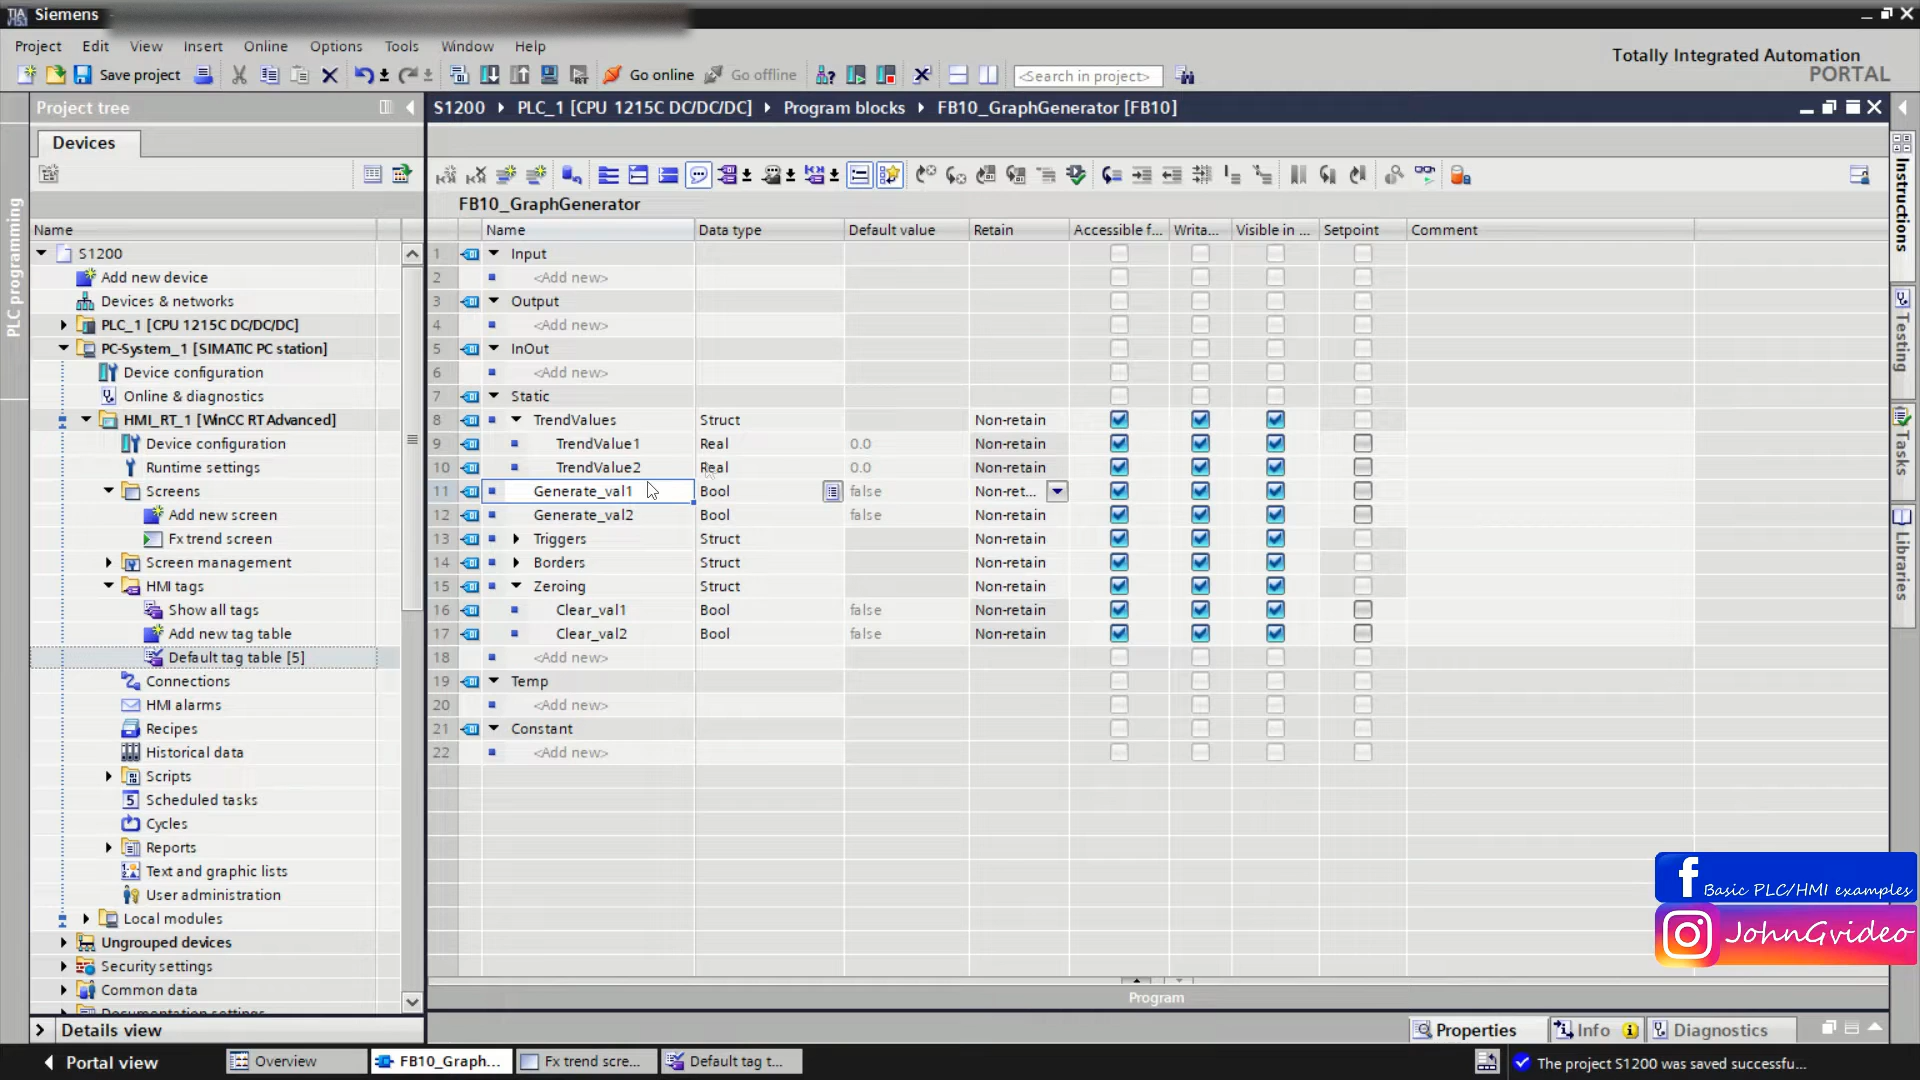 TIA
V15.1
Siemens -
Project Edit View Insert Online Options Tools Window Help
Save project
Go online
Go offline
<Search in project>
Totally Integrated Automation
PORTAL
Project tree
S1200 PLC_1 [CPU 1215C DC/DC/DC] Program blocks FB10_GraphGenerator [FB10]
Devices
FB10_GraphGenerator
PLC programming
Name
S1200
Add new device
Devices & networks
PLC_1 [CPU 1215C DC/DC/DC]
PC-System_1 [SIMATIC PC station]
Device configuration
Online & diagnostics
HMI_RT_1 [WinCC RT Advanced]
Device configuration
Runtime settings
Screens
Add new screen
Fx trend screen
Screen management
HMI tags
Show all tags
Add new tag table
Default tag table [5]
Connections
HMI alarms
Recipes
Historical data
Scripts
Scheduled tasks
Cycles
Reports
Text and graphic lists
User administration
Local modules
Ungrouped devices
Security settings
Common data
Documentation settings
Details view
Name Data type Default value Retain Accessible f... Writa... Visible in ... Setpoint Comment
1 Input
2 <Add new>
3 Output
4 <Add new>
5 InOut
6 <Add new>
7 Static
8 TrendValues Struct Non-retain
9 TrendValue1 Real 0.0 Non-retain
10 TrendValue2 Real 0.0 Non-retain
11 Generate_val1 Bool false Non-ret...
12 Generate_val2 Bool false Non-retain
13 Triggers Struct Non-retain
14 Borders Struct Non-retain
15 Zeroing Struct Non-retain
16 Clear_val1 Bool false Non-retain
17 Clear_val2 Bool false Non-retain
18 <Add new>
19 Temp
20 <Add new>
21 Constant
22 <Add new>
Program
Instructions
Testing
Tasks
Libraries
Basic PLC/HMI examples
JohnGvideo
Properties Info Diagnostics
Portal view Overview FB10_Graph... Fx trend scre... Default tag t...
The project S1200 was saved successfu...